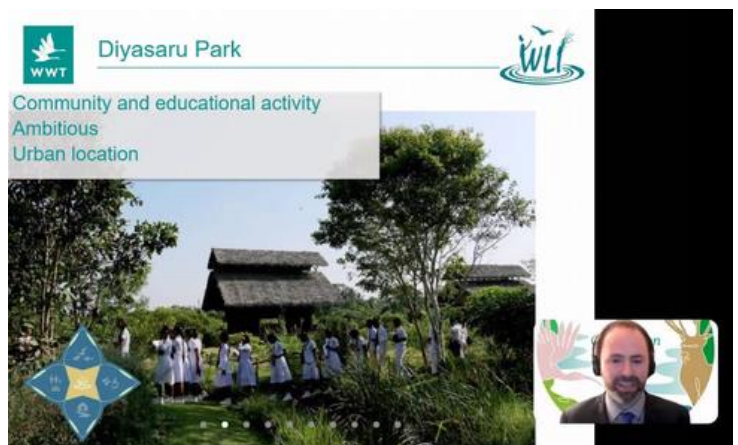 WWT
Diyasaru Park
WLI
Community and educational activity
Ambitious
Urban location